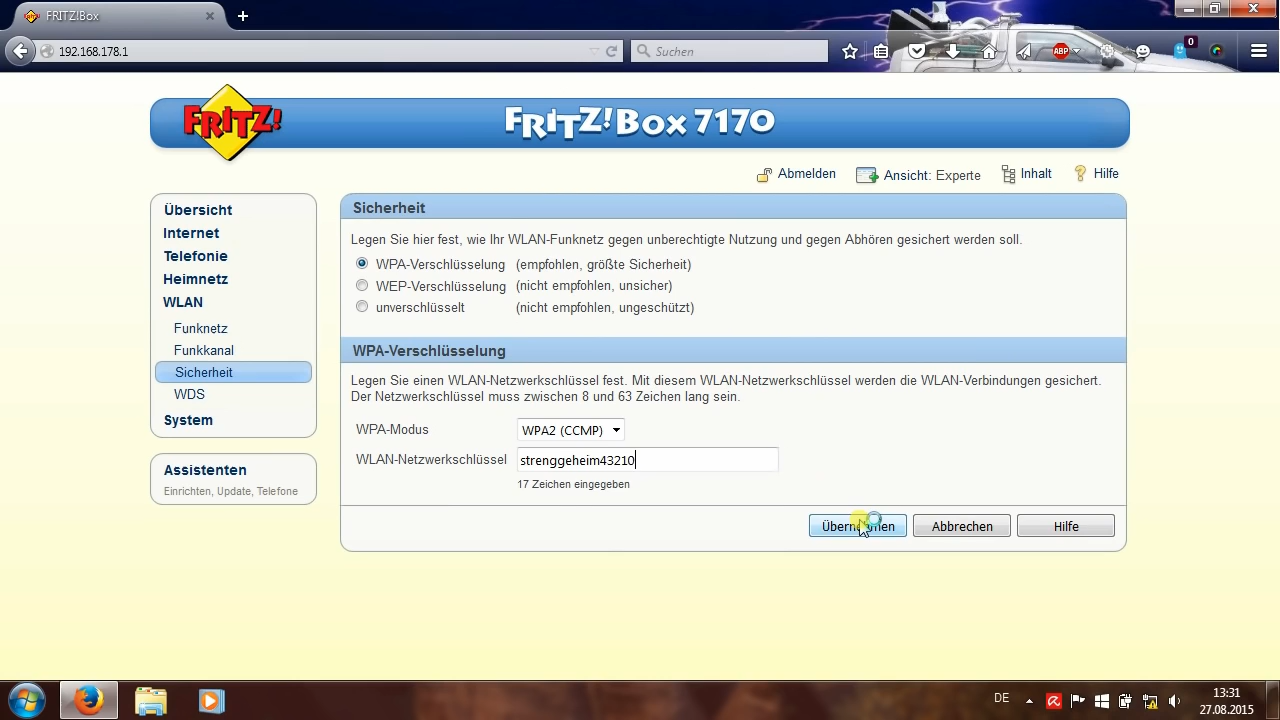 FRITZ!Box
192.168.178.1
Suchen
ABP
0
FRITZ!
FRITZ!Box 7170
Abmelden
Ansicht: Experte
Inhalt
Hilfe
Übersicht
Internet
Telefonie
Heimnetz
WLAN
Funknetz
Funkkanal
Sicherheit
WDS
System
Assistenten
Einrichten, Update, Telefone
Sicherheit
Legen Sie hier fest, wie Ihr WLAN-Funknetz gegen unberechtigte Nutzung und gegen Abhören gesichert werden soll.
WPA-Verschlüsselung (empfohlen, größte Sicherheit)
WEP-Verschlüsselung (nicht empfohlen, unsicher)
unverschlüsselt (nicht empfohlen, ungeschützt)
WPA-Verschlüsselung
Legen Sie einen WLAN-Netzwerkschlüssel fest. Mit diesem WLAN-Netzwerkschlüssel werden die WLAN-Verbindungen gesichert.
Der Netzwerkschlüssel muss zwischen 8 und 63 Zeichen lang sein.
WPA-Modus WPA2 (CCMP)
WLAN-Netzwerkschlüssel strenggeheim43210
17 Zeichen eingegeben
Übernehmen Abbrechen Hilfe
DE
13:31
27.08.2015